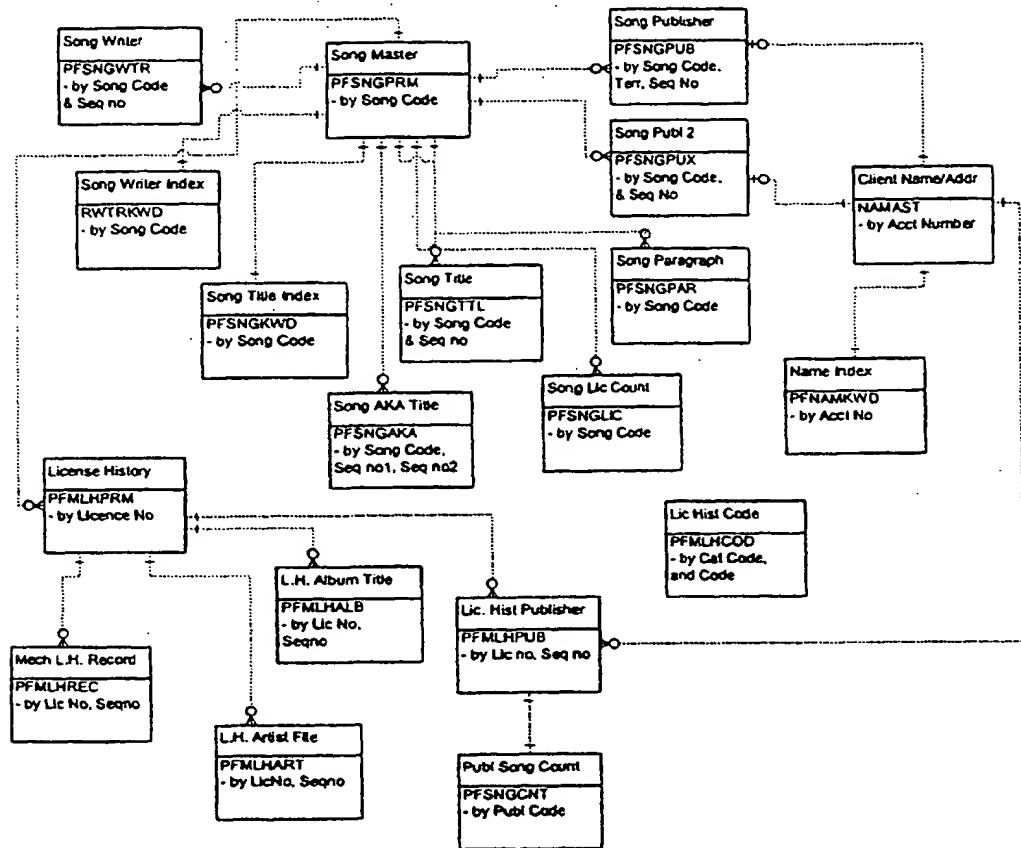 Song Writer
PFSNGWTR
- by Song Code
& Seq no
Song Master
PFSNGPRM
- by Song Code
Song Publisher
PFSNGPUB
- by Song Code,
Terr, Seq No
Song Publ 2
PFSNGPUX
- by Song Code,
& Seq No
Client Name/Addr
NAMAST
- by Acct Number
Song Writer Index
RWTRKWD
- by Song Code
Song Title Index
PFSNGKWD
- by Song Code
Song Title
PFSNGTTL
- by Song Code
& Seq no
Song Paragraph
PFSNGPAR
- by Song Code
Name Index
PFNAMKWD
- by Acct No
Song AKA Title
PFSNGAKA
- by Song Code,
Seq no1, Seq no2
Song Lic Count
PFSNGLIC
- by Song Code
License History
PFMLHPRM
- by Licence No
Lic Hist Code
PFMLHCOD
- by Cat Code,
and Code
L.H. Album Title
PFMLHALB
- by Lic No,
Seqno
Lic. Hist Publisher
PFMLHPUB
- by Lic no, Seq no
Mech L.H. Record
PFMLHREC
- by Lic No, Seqno
L.H. Artist File
PFMLHART
- by LicNo, Seqno
Publ Song Count
PFSNGCNT
- by Publ Code